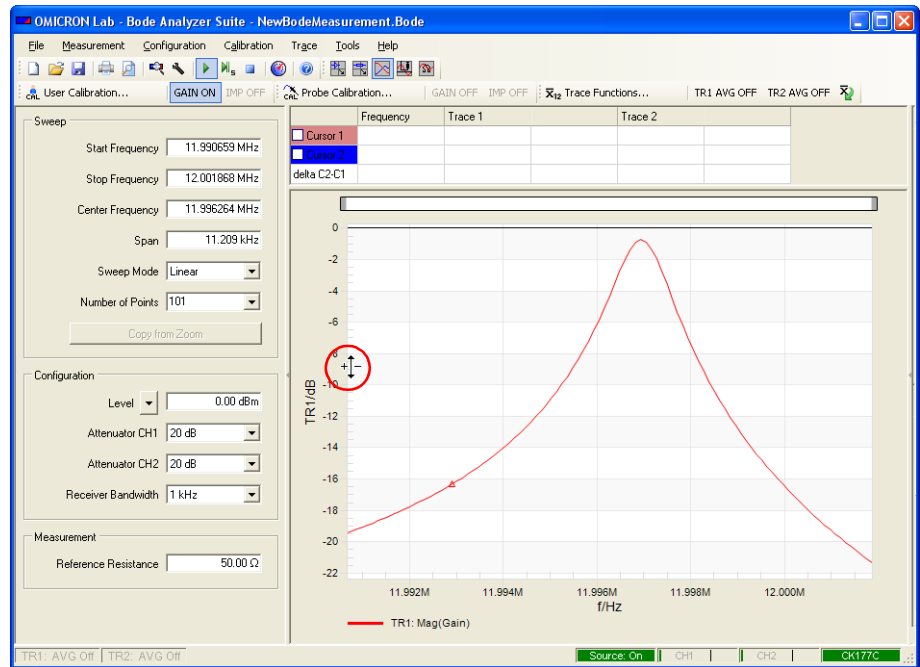 OMICRON Lab - Bode Analyzer Suite - NewBodeMeasurement.Bode
File Measurement Configuration Calibration Trace Tools Help
CAL User Calibration... GAIN ON IMP OFF CAL Probe Calibration... GAIN OFF IMP OFF X12 Trace Functions... TR1 AVG OFF TR2 AVG OFF
Sweep
Start Frequency 11.990659 MHz
Stop Frequency 12.001868 MHz
Center Frequency 11.996264 MHz
Span 11.209 kHz
Sweep Mode Linear
Number of Points 101
Copy from Zoom
Configuration
Level 0.00 dBm
Attenuator CH1 20 dB
Attenuator CH2 20 dB
Receiver Bandwidth 1 kHz
Measurement
Reference Resistance 50.00 Ω
Frequency Trace 1 Trace 2
Cursor 1
Cursor 2
delta C2-C1
0
-2
-4
-6
-8
-10
-12
-14
-16
-18
-20
-22
TR1/dB
11.992M 11.994M 11.996M 11.998M 12.000M
f/Hz
TR1: Mag(Gain)
TR1: AVG Off TR2: AVG Off Source: On CH1 CH2 CK177C